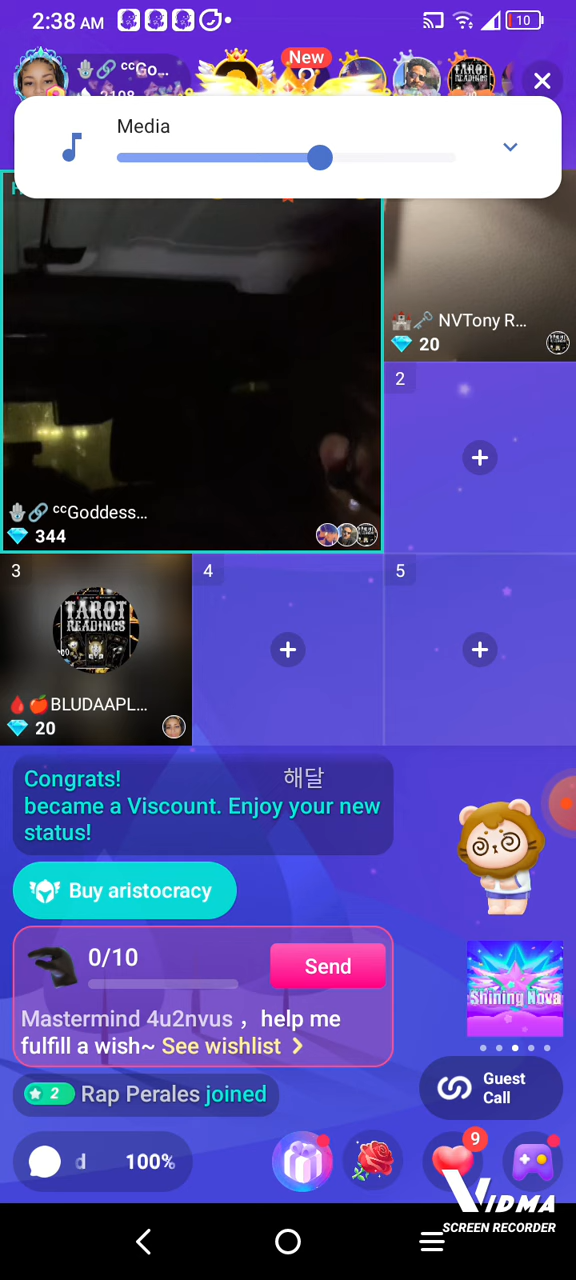 2:38 AM
10
New
ᶜᶜGo...
2108
Media
NVTony R...
20
2
ᶜᶜGoddess...
344
3
4
5
TAROT
READINGS
BLUDAAPL...
20
Congrats! 해달
became a Viscount. Enjoy your new
status!
Buy aristocracy
0/10
Send
Mastermind 4u2nvus , help me
fulfill a wish~ See wishlist >
Shining Nova
2 Rap Perales joined
Guest
Call
d 100%
9
VIDMA
SCREEN RECORDER